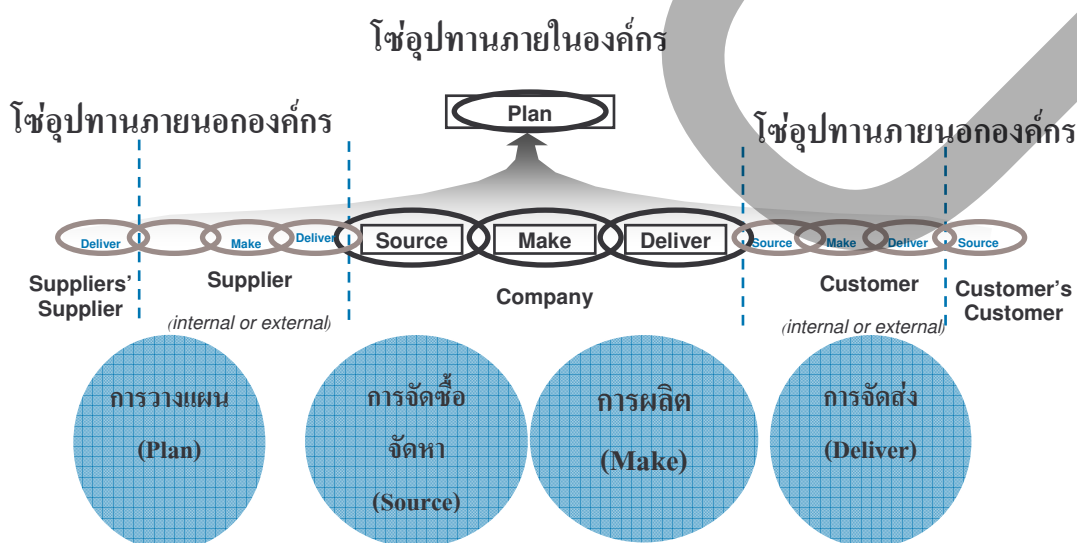 โซ่อุปทานภายในองค์กร
Plan
โซ่อุปทานภายนอกองค์กร
โซ่อุปทานภายนอกองค์กร
Deliver
Make
Deliver
Source
Make
Deliver
Source
Make
Deliver
Source
Suppliers'
Supplier
Supplier
(internal or external)
Company
Customer
(internal or external)
Customer's
Customer
การวางแผน
(Plan)
การจัดซื้อ
จัดหา
(Source)
การผลิต
(Make)
การจัดส่ง
(Deliver)